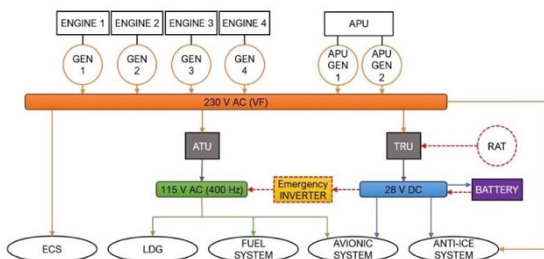 ENGINE 1
ENGINE 2
ENGINE 3
ENGINE 4
APU
GEN
1
GEN
2
GEN
3
GEN
4
APU
GEN
1
APU
GEN
2
230 V AC (VF)
ATU
TRU
RAT
115 V AC (400 Hz)
Emergency
INVERTER
28 V DC
BATTERY
ECS
LDG
FUEL
SYSTEM
AVIONIC
SYSTEM
ANTI-ICE
SYSTEM